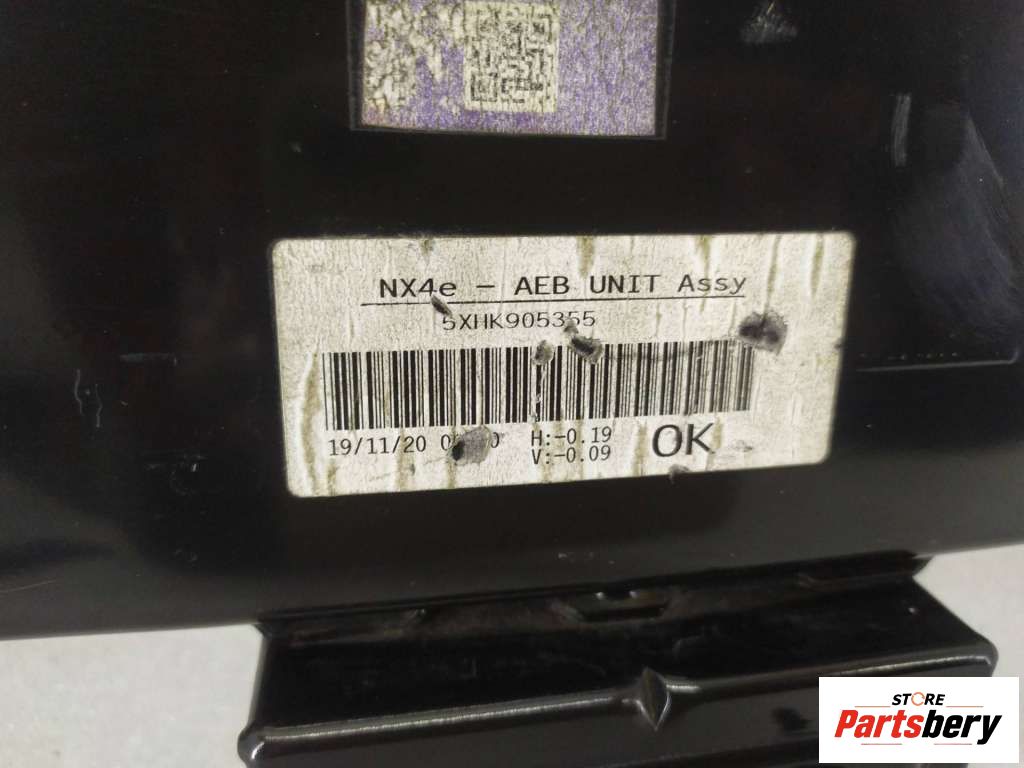 NX4e - AEB UNIT Assy
5XHK905355
19/11/20
H:-0.19
V:-0.09
OK
STORE
Partsbery